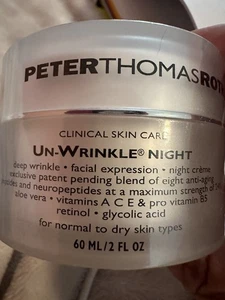 PETERTHOMASROTH
CLINICAL SKIN CARE
UN-WRINKLE® NIGHT
deep wrinkle • facial expression • night crème
exclusive patent pending blend of eight anti-aging
peptides and neuropeptides at a maximum strength of
aloe vera • vitamins A C E & pro vitamin B5
retinol • glycolic acid
for normal to dry skin types
60 ML/2 FL OZ